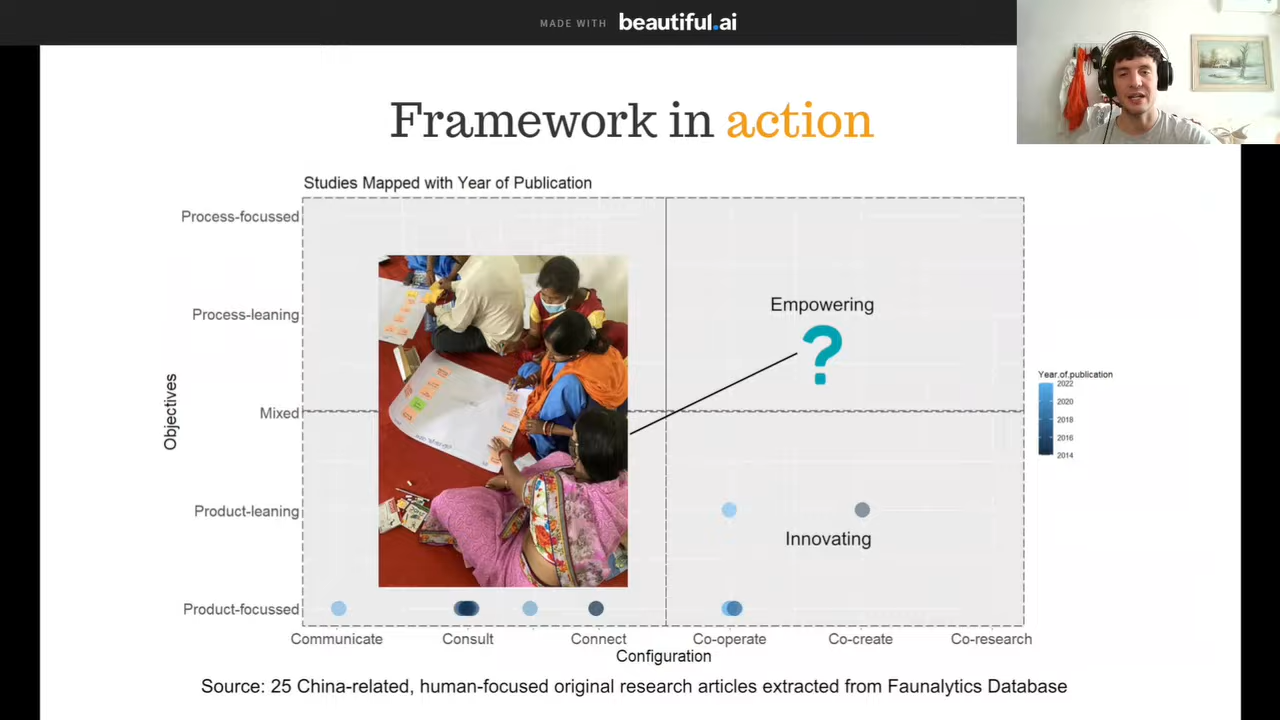 MADE WITH beautiful.ai
Framework in action
Studies Mapped with Year of Publication
Process-focussed
Process-leaning
Mixed
Product-leaning
Product-focussed
Objectives
Empowering
?
Innovating
Year.of.publication
2022
2020
2018
2016
2014
Communicate
Consult
Connect
Co-operate
Co-create
Co-research
Configuration
Source: 25 China-related, human-focused original research articles extracted from Faunalytics Database